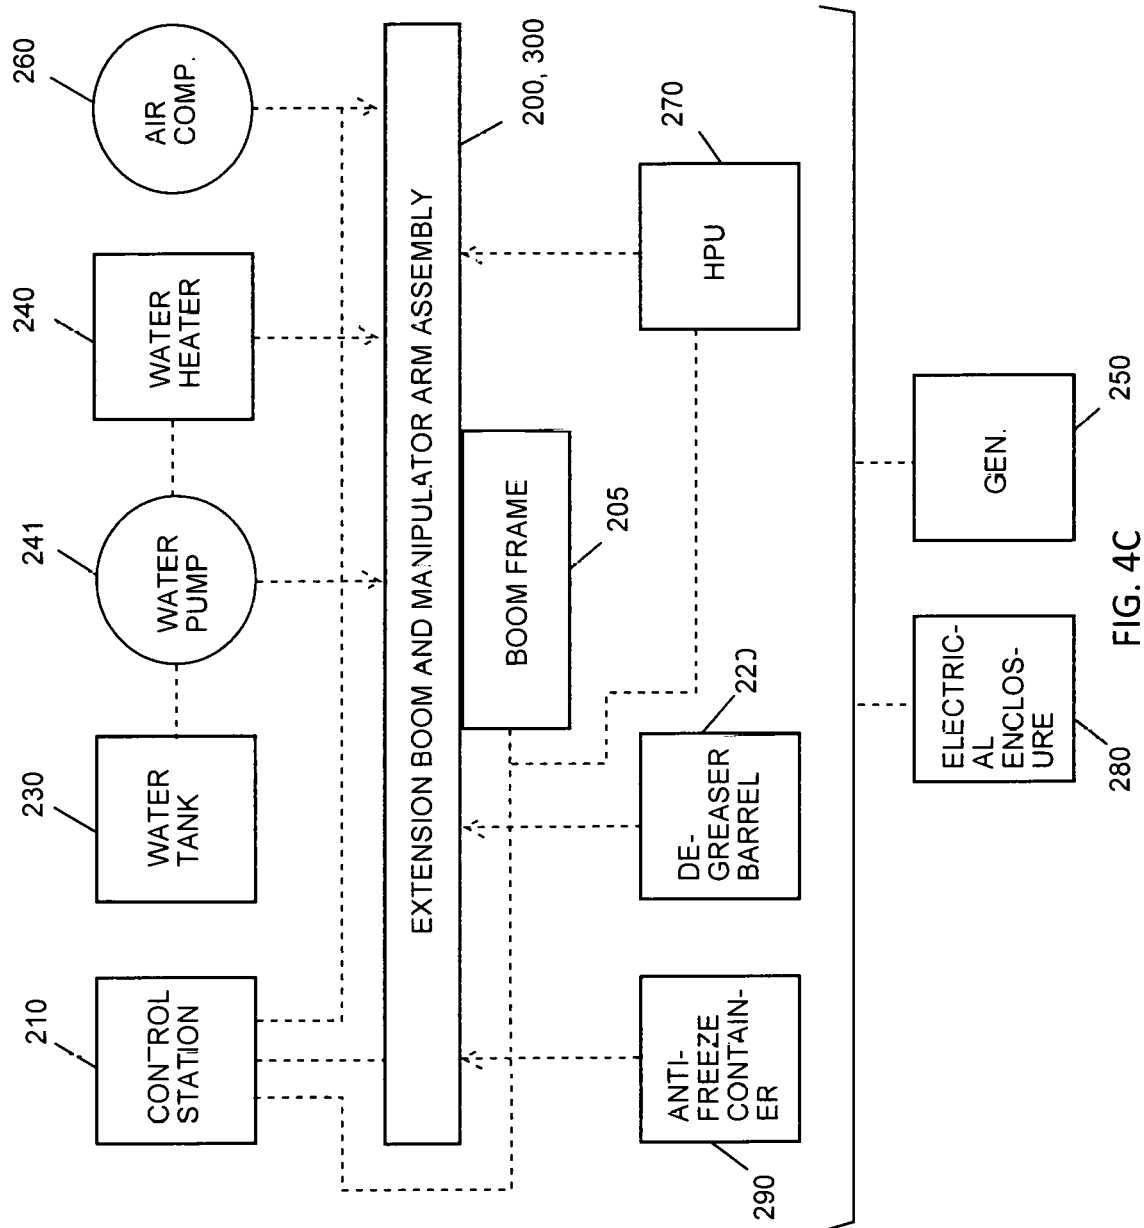 210
CONTROL
STATION
230
WATER
TANK
241
WATER
PUMP
240
WATER
HEATER
260
AIR
COMP.
EXTENSION BOOM AND MANIPULATOR ARM ASSEMBLY
200, 300
BOOM FRAME
205
290
ANTI-
FREEZE
CONTAIN-
ER
220
DE-
GREASER
BARREL
270
HPU
280
ELECTRIC-
AL
ENCLOS-
URE
250
GEN.
FIG. 4C